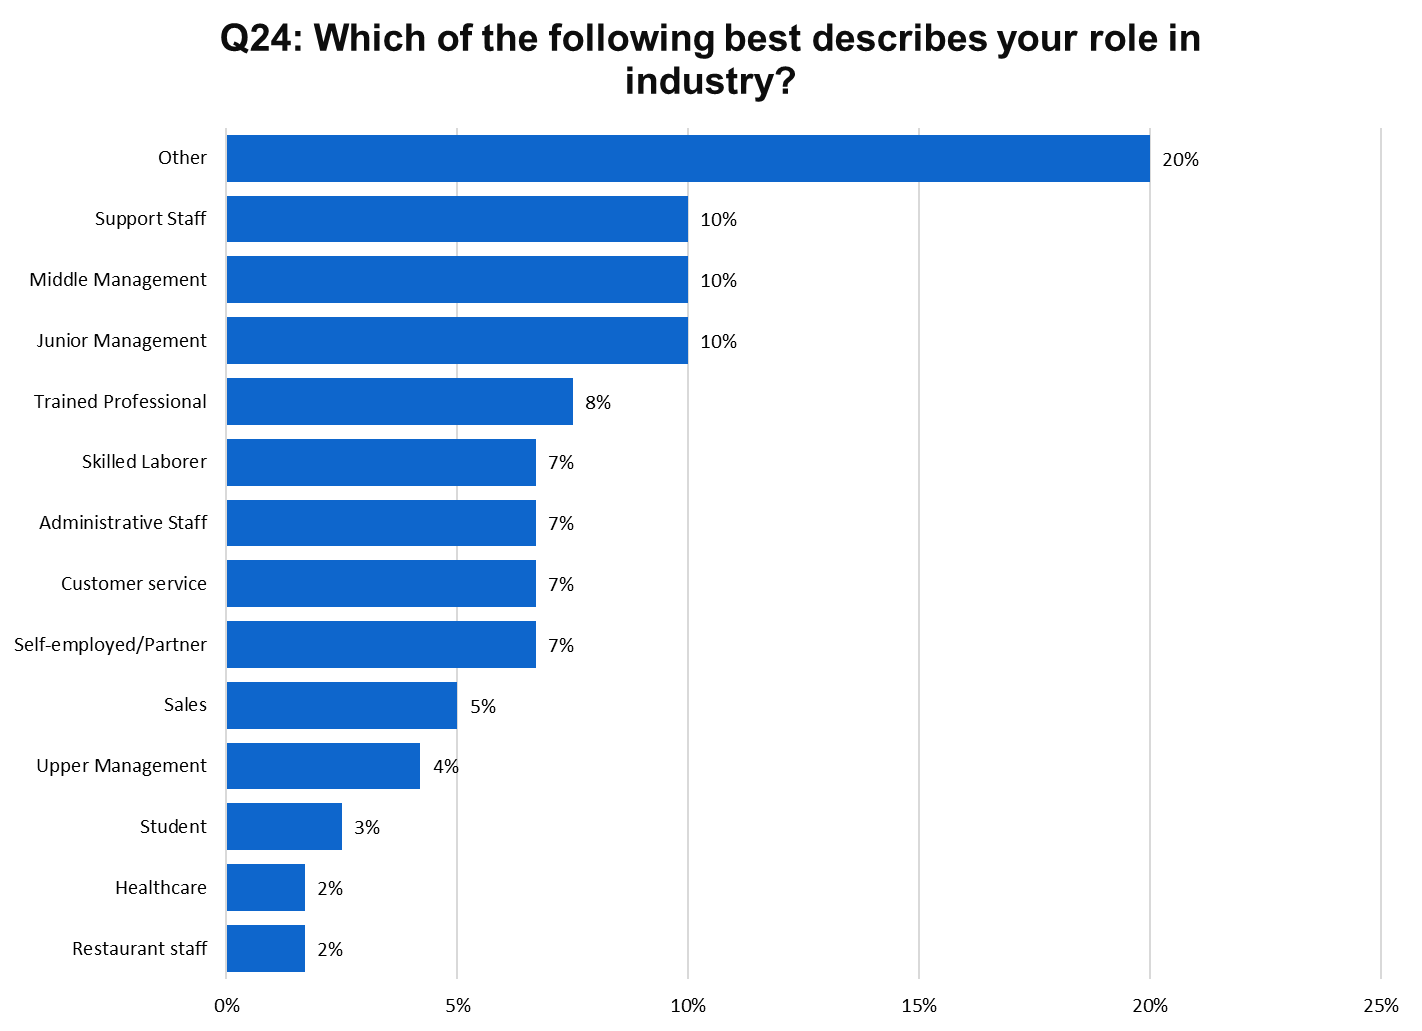 Q24: Which of the following best describes your role in
industry?
Other 20%
Support Staff 10%
Middle Management 10%
Junior Management 10%
Trained Professional 8%
Skilled Laborer 7%
Administrative Staff 7%
Customer service 7%
Self-employed/Partner 7%
Sales 5%
Upper Management 4%
Student 3%
Healthcare 2%
Restaurant staff 2%
0% 5% 10% 15% 20% 25%